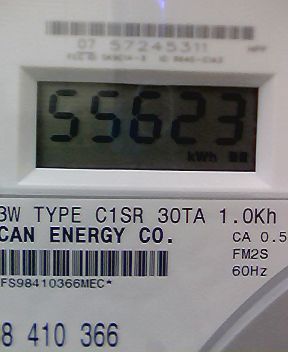 07 57245311
55623
kWh
3W TYPE C1SR 30TA 1.0Kh
CAN ENERGY CO.
CA 0.5
FM2S
60Hz
FS98410366MEC*
8 410 366